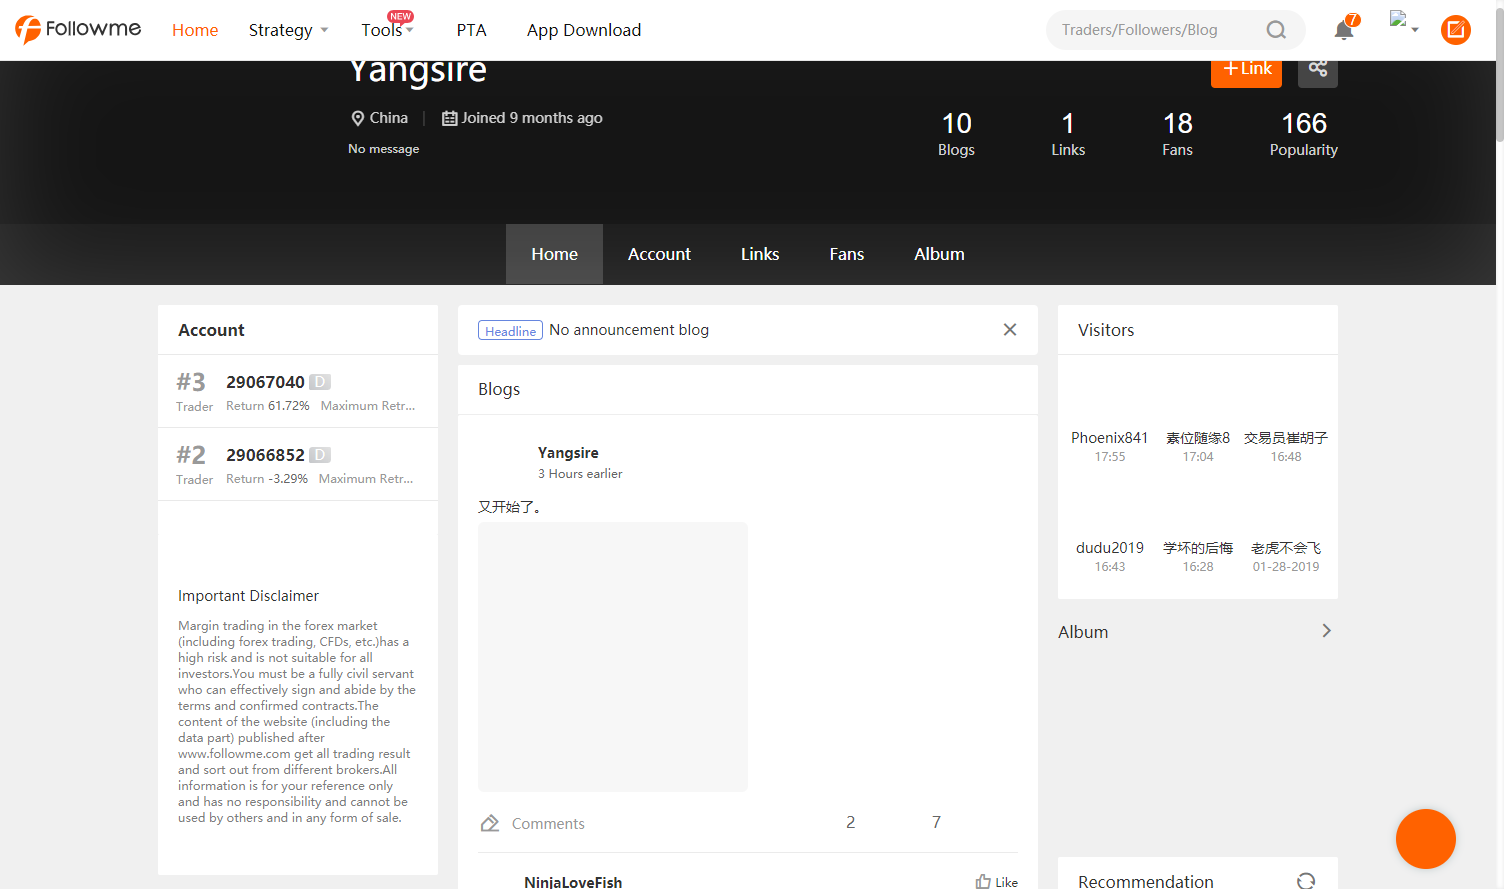 Followme
Home
Strategy
Tools
NEW
PTA
App Download
Traders/Followers/Blog
7
Yangsire
+Link
China
Joined 9 months ago
No message
10
Blogs
1
Links
18
Fans
166
Popularity
Home
Account
Links
Fans
Album
Account
#3
Trader
29067040 D
Return 61.72% Maximum Retr...
#2
Trader
29066852 D
Return -3.29% Maximum Retr...
Important Disclaimer
Margin trading in the forex market
(including forex trading, CFDs, etc.)has a
high risk and is not suitable for all
investors.You must be a fully civil servant
who can effectively sign and abide by the
terms and confirmed contracts.The
content of the website (including the
data part) published after
www.followme.com get all trading result
and sort out from different brokers.All
information is for your reference only
and has no responsibility and cannot be
used by others and in any form of sale.
Headline No announcement blog
Blogs
Yangsire
3 Hours earlier
又开始了。
Comments
2
7
NinjaLoveFish
Like
Visitors
Phoenix841
17:55
素位随缘8
17:04
交易员崔胡子
16:48
dudu2019
16:43
学坏的后悔
16:28
老虎不会飞
01-28-2019
Album
Recommendation